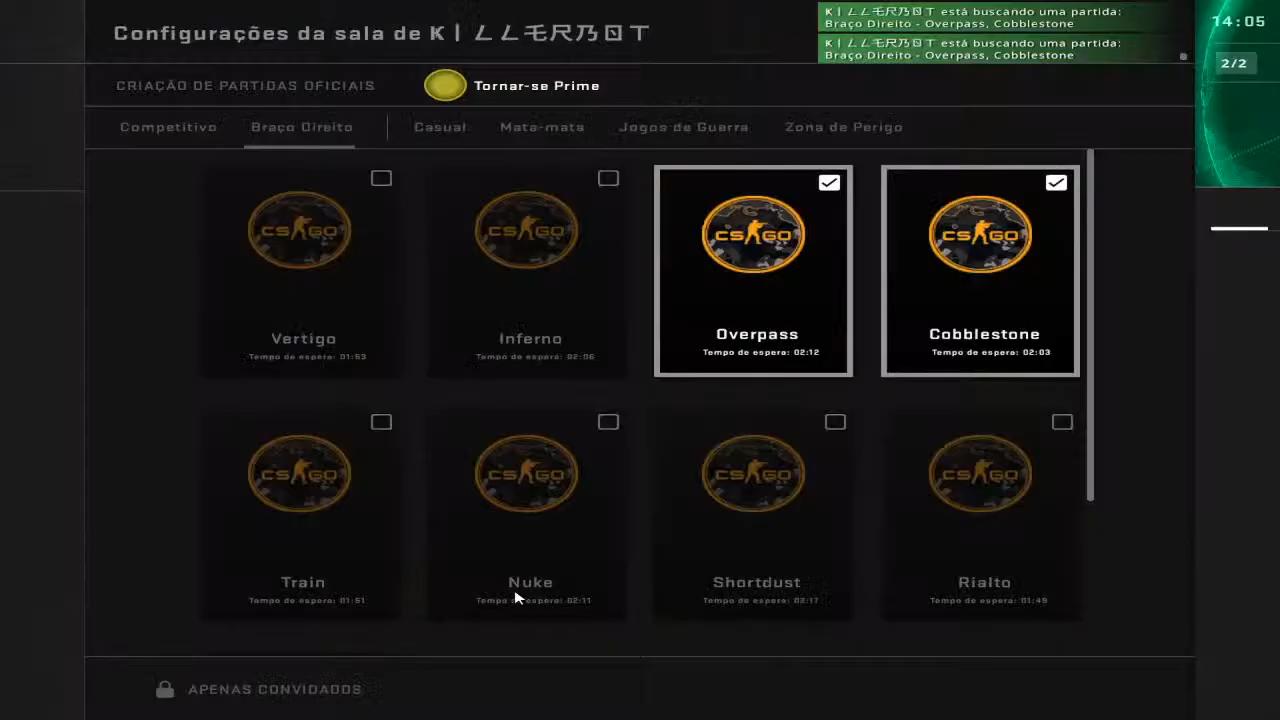 Configurações da sala de K丨ㄥㄥ乇尺乃ㄖㄒ
K丨ㄥㄥ乇尺乃ㄖㄒ está buscando uma partida:
Braço Direito - Overpass, Cobblestone
K丨ㄥㄥ乇尺乃ㄖㄒ está buscando uma partida:
Braço Direito - Overpass, Cobblestone
14:05
2/2
CRIAÇÃO DE PARTIDAS OFICIAIS
Tornar-se Prime
Competitivo
Braço Direito
Casual
Mata-mata
Jogos de Guerra
Zona de Perigo
CS GO
CS GO
CS GO
CS GO
Vertigo
Inferno
Overpass
Cobblestone
Tempo de espera: 01:53
Tempo de espera: 02:06
Tempo de espera: 02:12
Tempo de espera: 02:03
CS GO
CS GO
CS GO
CS GO
Train
Nuke
Shortdust
Rialto
Tempo de espera: 01:51
Tempo de espera: 02:11
Tempo de espera: 02:17
Tempo de espera: 01:49
APENAS CONVIDADOS